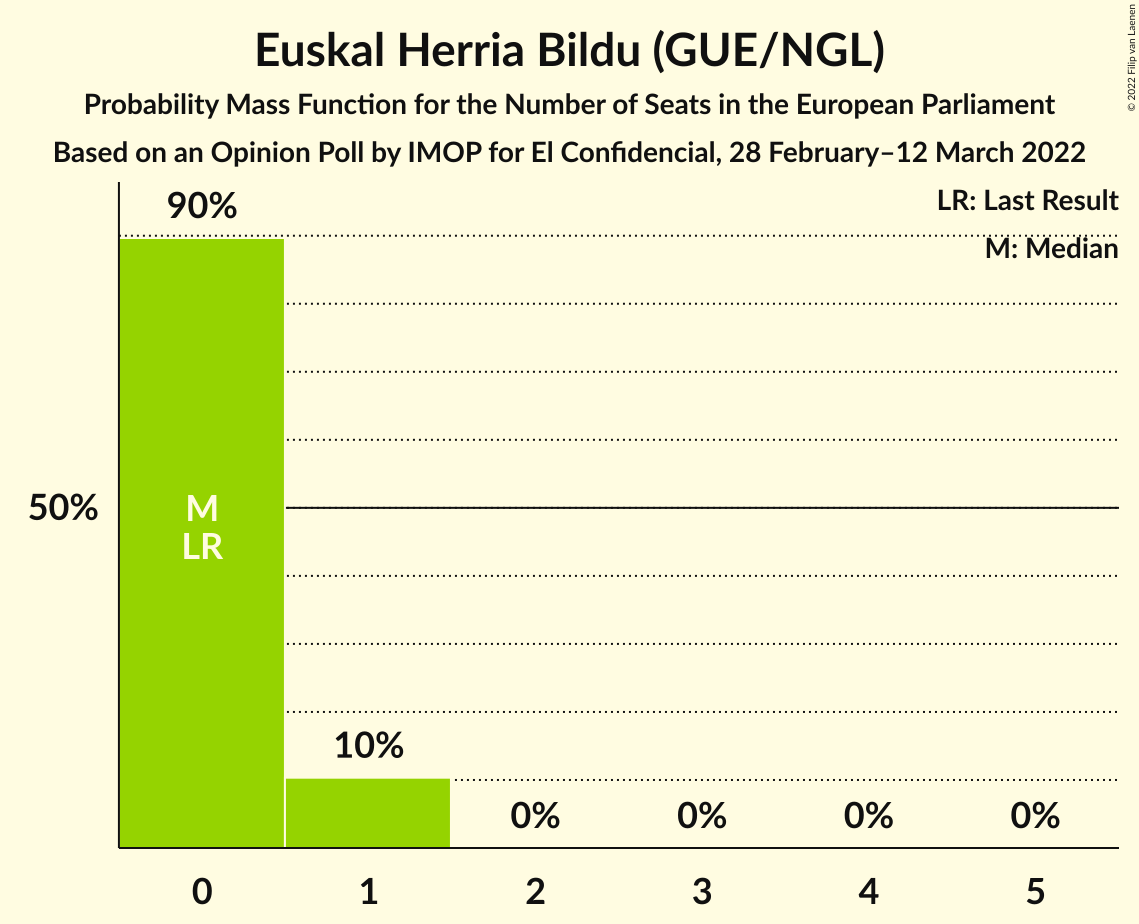 Euskal Herria Bildu (GUE/NGL)
Probability Mass Function for the Number of Seats in the European Parliament
Based on an Opinion Poll by IMOP for El Confidencial, 28 February–12 March 2022
© 2022 Filip van Laenen
LR: Last Result
M: Median
90%
50%
M
LR
10%
0%
0%
0%
0%
0
1
2
3
4
5